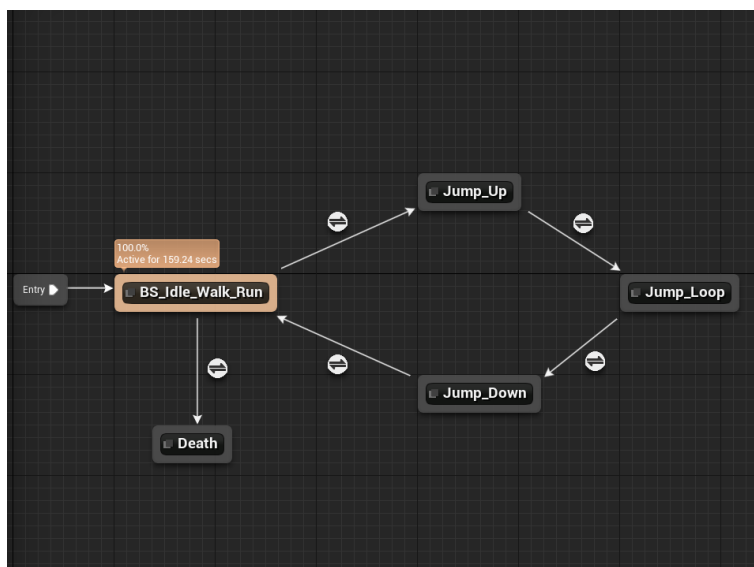 Jump_Up
100.0%
Active for 159.24 secs
Entry
BS_Idle_Walk_Run
Jump_Loop
Jump_Down
Death